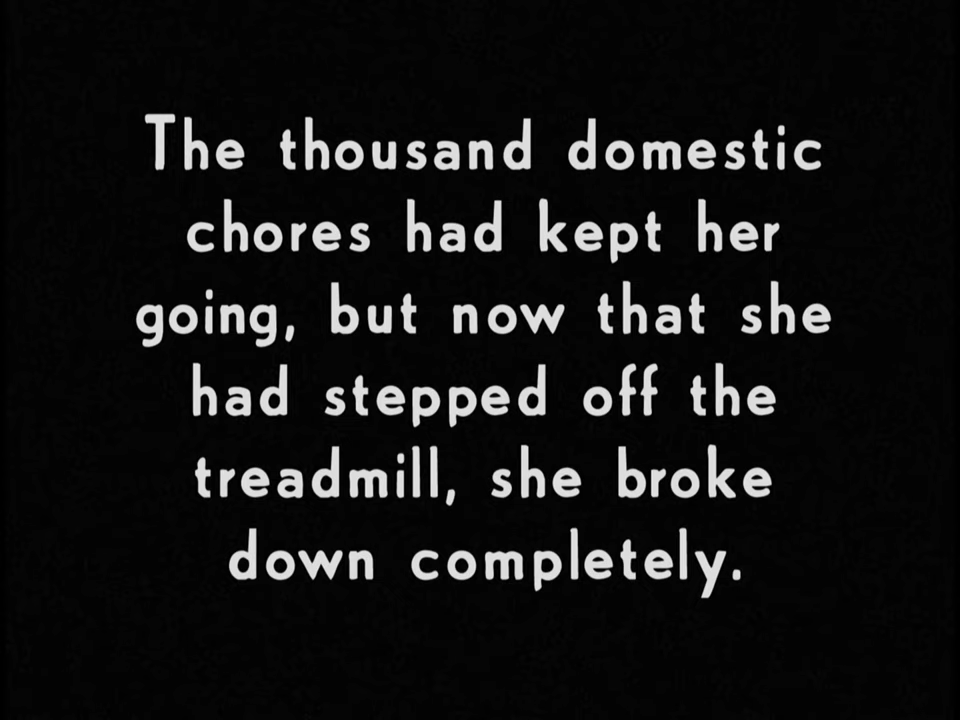 The thousand domestic
chores had kept her
going, but now that she
had stepped off the
treadmill, she broke
down completely.